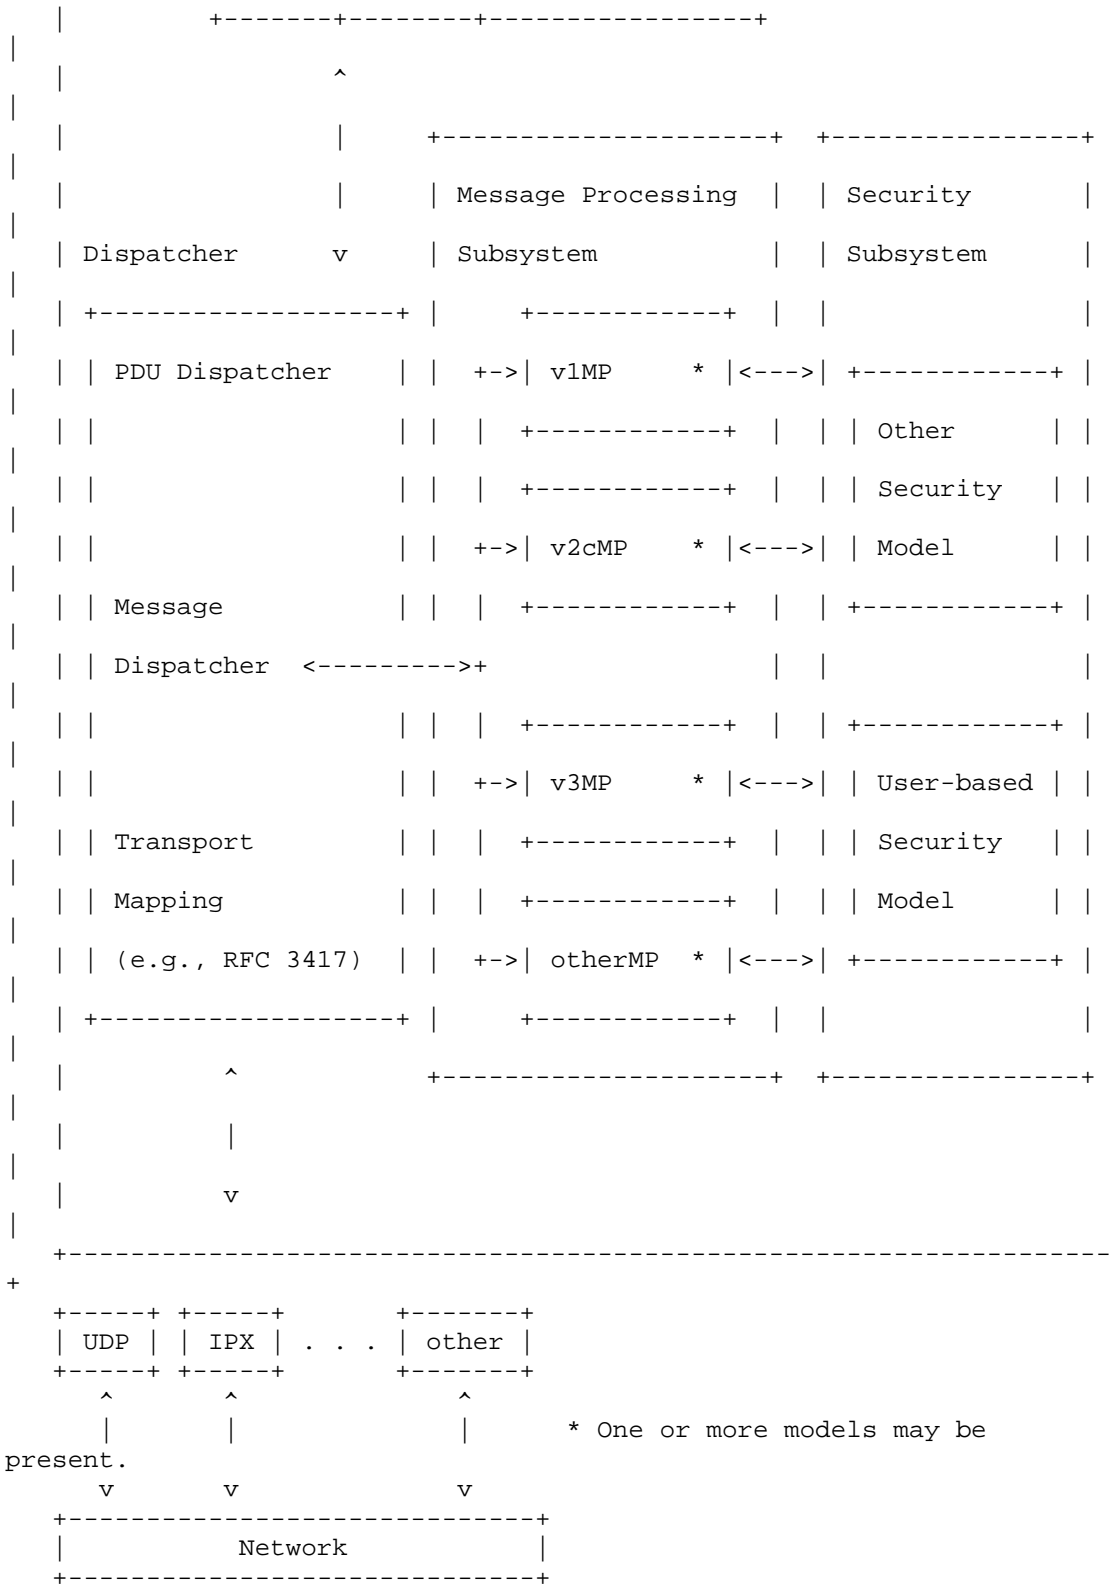 |          +-------+--------+-----------------+
|
|                  ^
|
|                  |     +---------------------+  +----------------+
|
|                  |     | Message Processing  |  | Security       |
|
| Dispatcher       v     | Subsystem           |  | Subsystem      |
|
| +-------------------+ |     +------------+  |  |                |
|
| | PDU Dispatcher    | |  +->| v1MP     * |<--->| +------------+ |
|
| |                   | |  |  +------------+  |  | | Other      | |
|
| |                   | |  |  +------------+  |  | | Security   | |
|
| |                   | |  +->| v2cMP    * |<--->| | Model      | |
|
| | Message           | |  |  +------------+  |  | +------------+ |
|
| | Dispatcher  <--------->+                  |  |                |
|
| |                   | |  |  +------------+  |  | +------------+ |
|
| |                   | |  +->| v3MP     * |<--->| | User-based | |
|
| | Transport         | |  |  +------------+  |  | | Security   | |
|
| | Mapping           | |  |  +------------+  |  | | Model      | |
|
| | (e.g., RFC 3417)  | |  +->| otherMP  * |<--->| +------------+ |
|
| +-------------------+ |     +------------+  |  |                |
|
|          ^            +---------------------+  +----------------+
|
|          |
|
|          v
|
+-------------------------------------------------------------------
+
+-----+ +-----+       +-------+
| UDP | | IPX | . . . | other |
+-----+ +-----+       +-------+
^       ^              ^
|       |              |      * One or more models may be
present.
v       v              v
+------------------------------+
|           Network            |
+------------------------------+